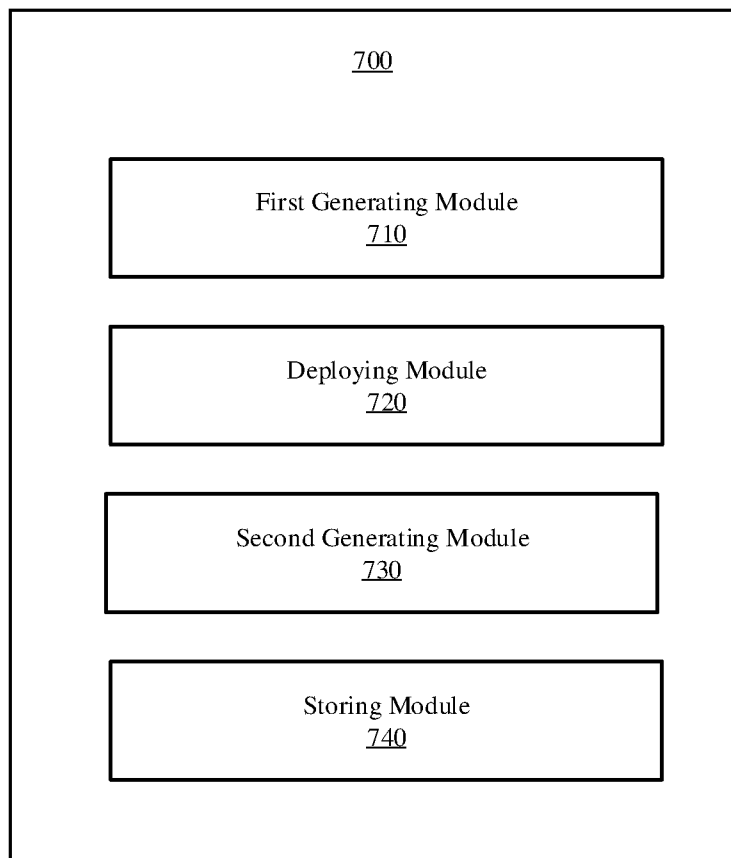 700
First Generating Module
710
Deploying Module
720
Second Generating Module
730
Storing Module
740